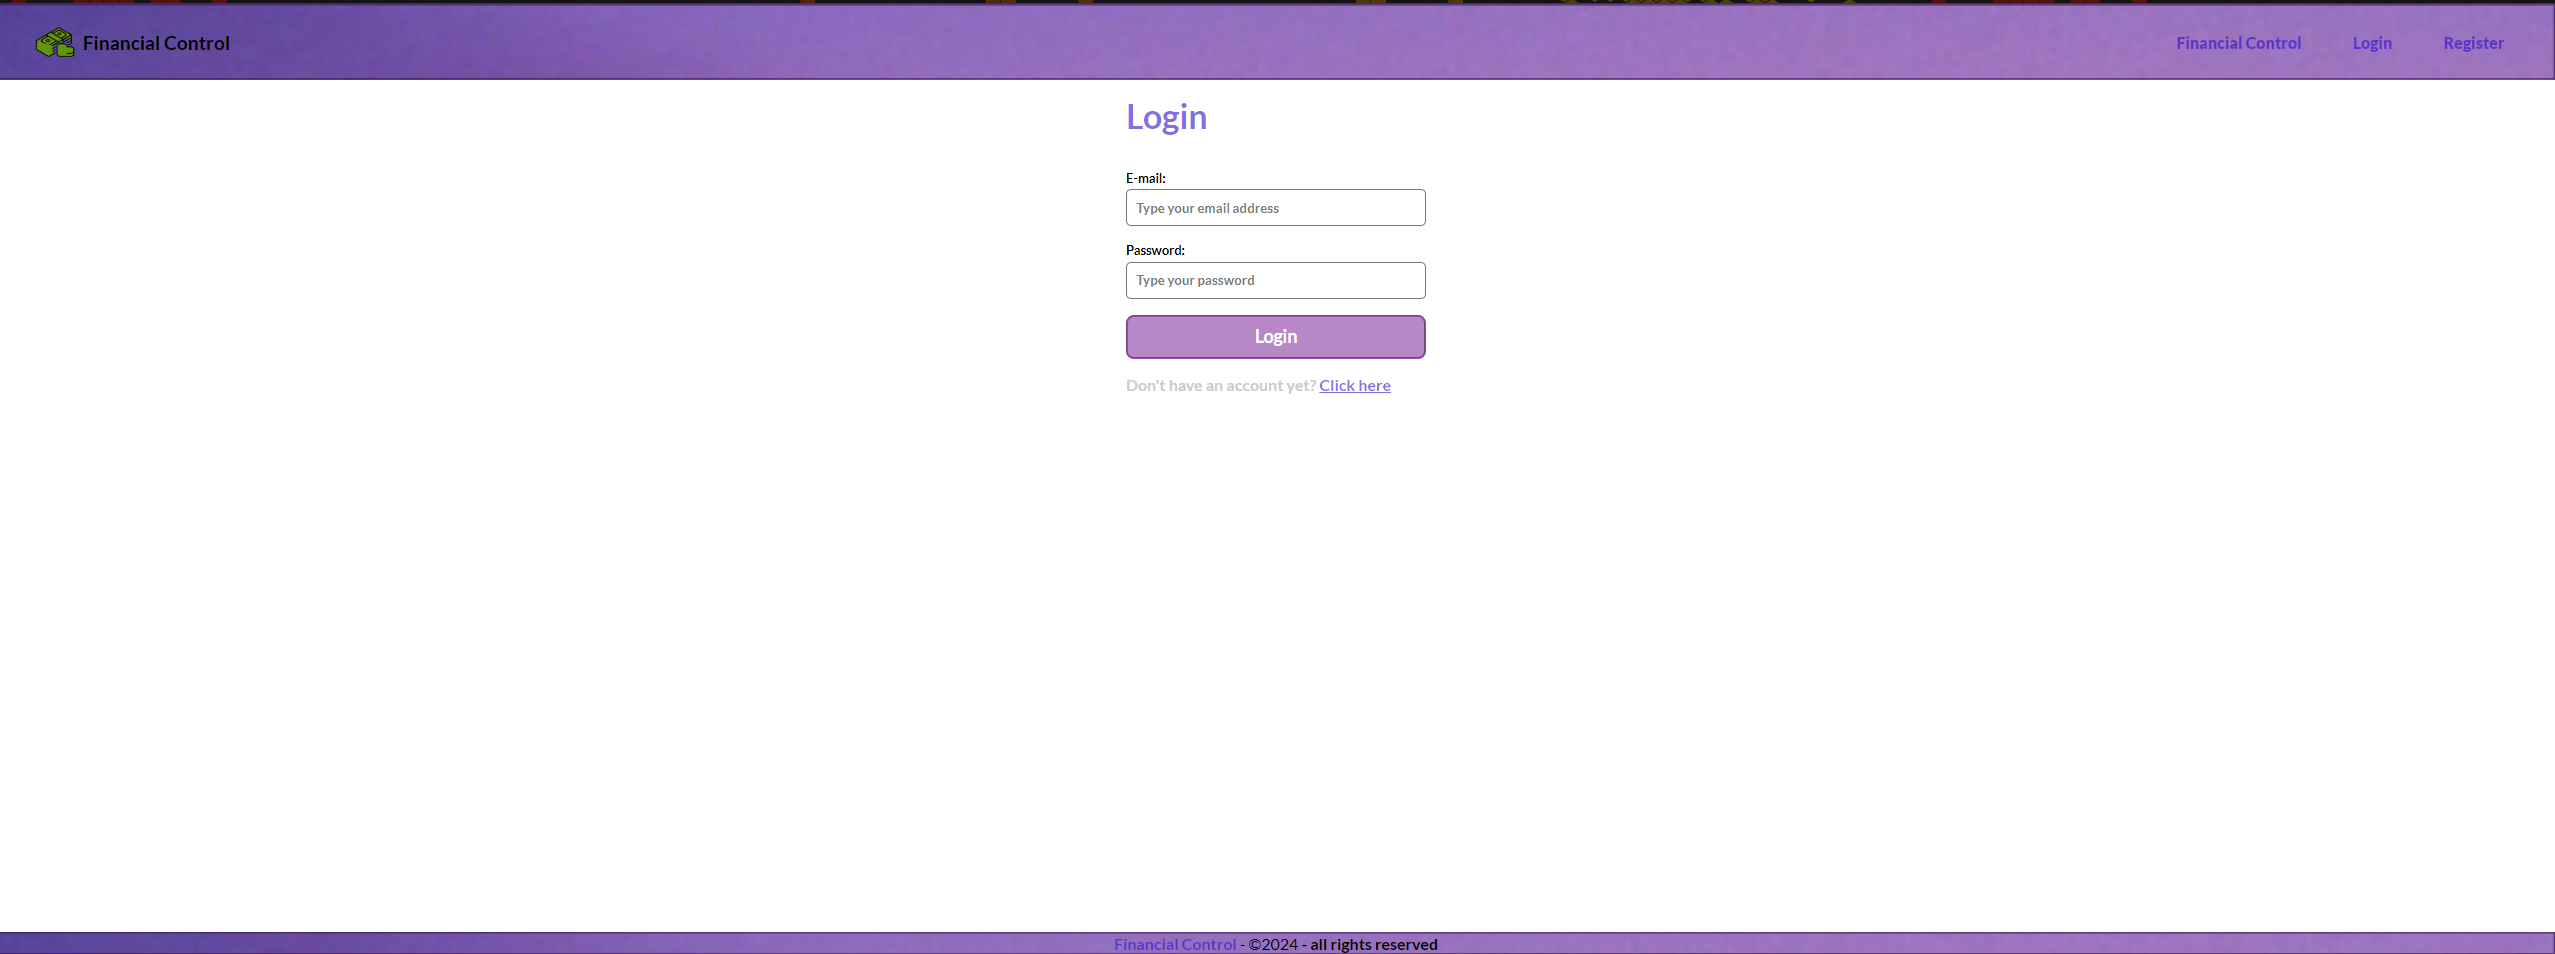 Financial Control
Financial Control Login Register
Login
E-mail:
Type your email address
Password:
Type your password
Login
Don't have an account yet? Click here
Financial Control - ©2024 - all rights reserved